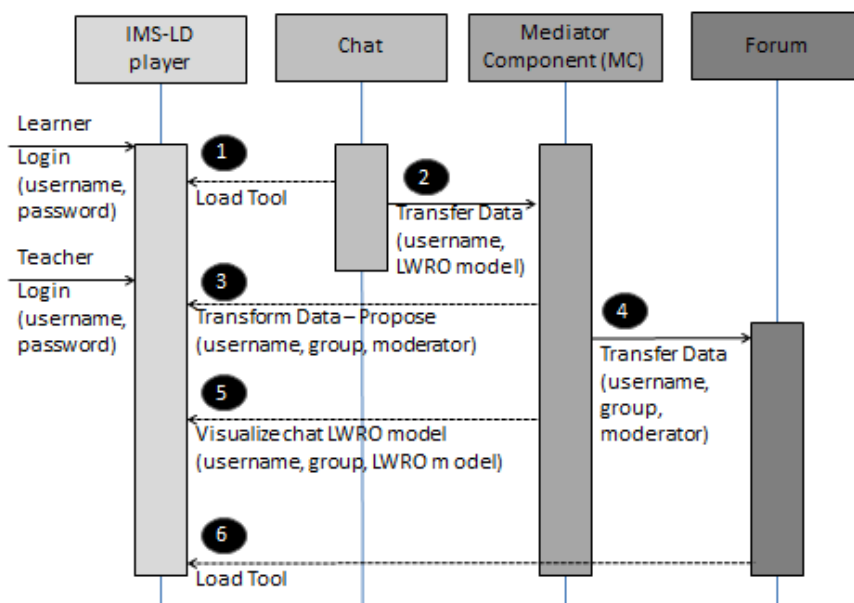 IMS-LD
player
Chat
Mediator
Component (MC)
Forum
Learner
Login
(username,
password)
1
Load Tool
2
Transfer Data
(username,
LWRO model)
Teacher
Login
(username,
password)
3
Transform Data – Propose
(username, group, moderator)
4
Transfer Data
(username,
group,
moderator)
5
Visualize chat LWRO model
(username, group, LWRO m odel)
6
Load Tool